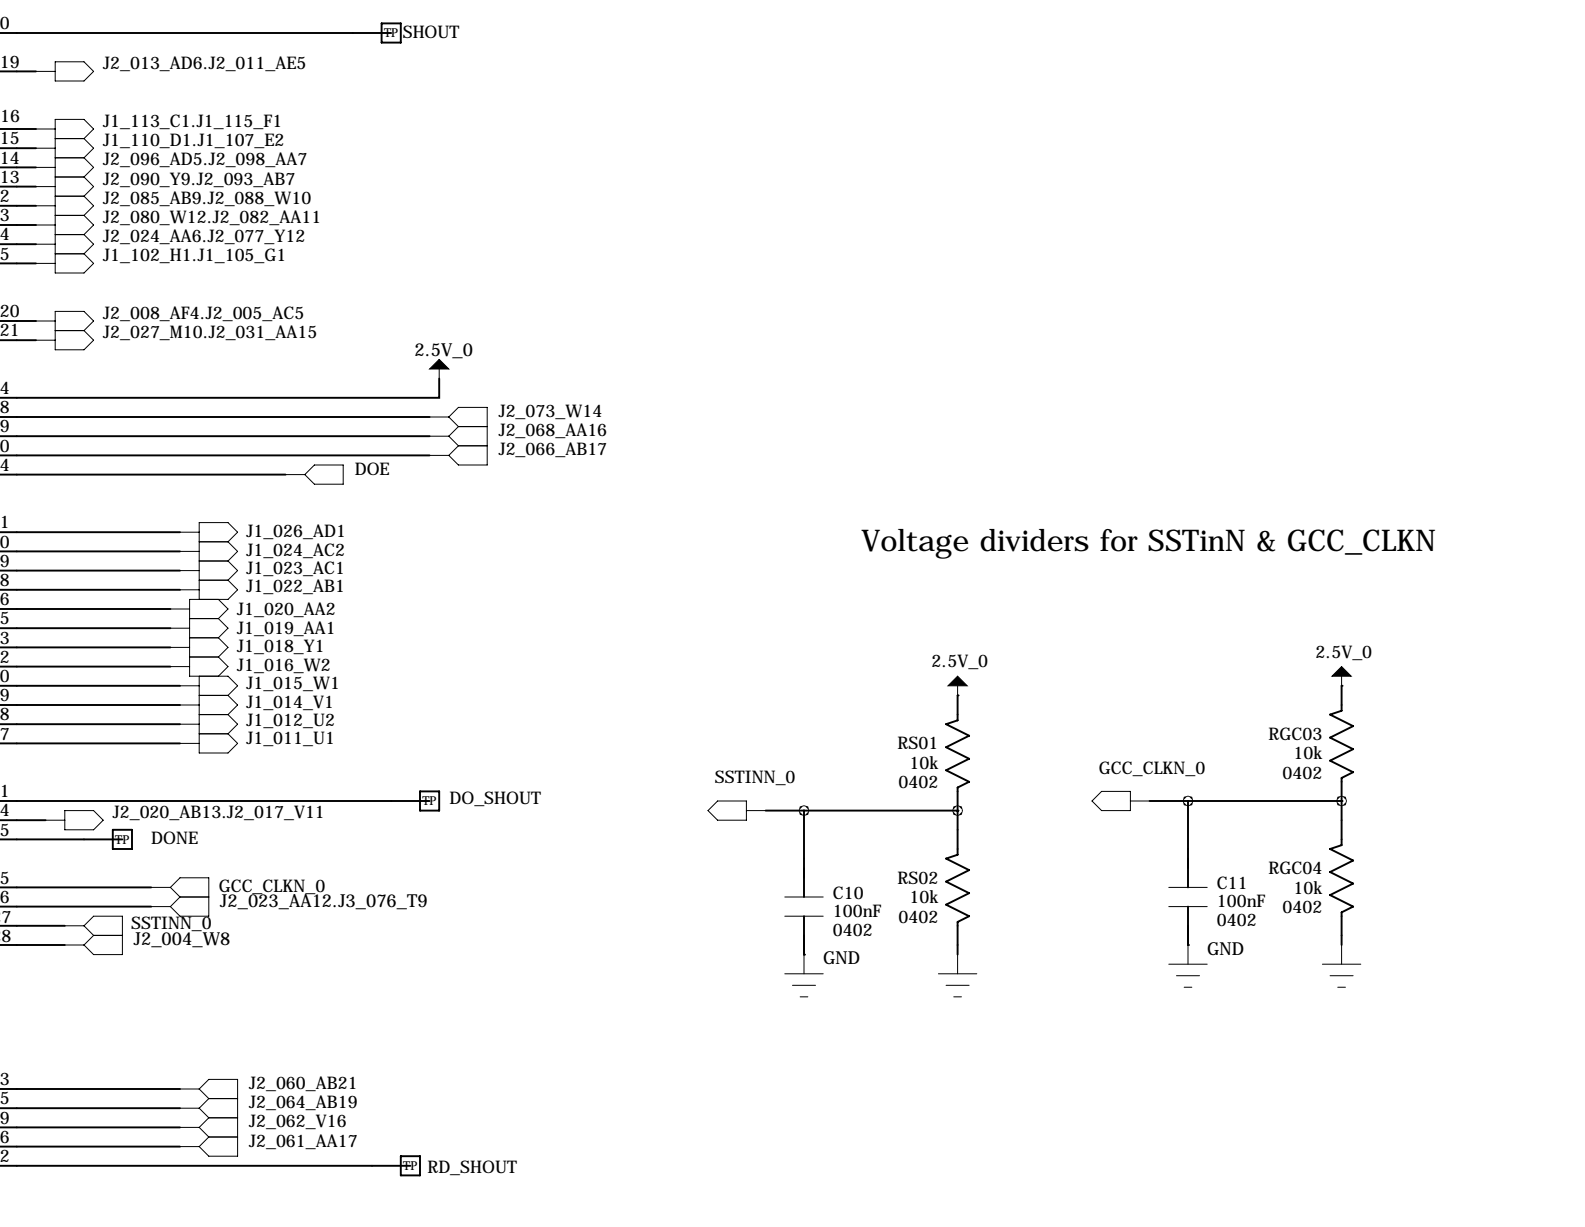 0
TP SHOUT
19 J2_013_AD6.J2_011_AE5
16 J1_113_C1.J1_115_F1
15 J1_110_D1.J1_107_E2
14 J2_096_AD5.J2_098_AA7
13 J2_090_Y9.J2_093_AB7
2 J2_085_AB9.J2_088_W10
3 J2_080_W12.J2_082_AA11
4 J2_024_AA6.J2_077_Y12
5 J1_102_H1.J1_105_G1
20 J2_008_AF4.J2_005_AC5
21 J2_027_M10.J2_031_AA15
2.5V_0
4
8 J2_073_W14
9 J2_068_AA16
0 J2_066_AB17
4 DOE
1 J1_026_AD1
0 J1_024_AC2
9 J1_023_AC1
8 J1_022_AB1
6 J1_020_AA2
5 J1_019_AA1
3 J1_018_Y1
2 J1_016_W2
0 J1_015_W1
9 J1_014_V1
8 J1_012_U2
7 J1_011_U1
1 TP DO_SHOUT
4 J2_020_AB13.J2_017_V11
5 TP DONE
5 GCC_CLKN_0
6 J2_023_AA12.J3_076_T9
27 SSTINN_0
8 J2_004_W8
3 J2_060_AB21
5 J2_064_AB19
9 J2_062_V16
6 J2_061_AA17
2 TP RD_SHOUT
Voltage dividers for SSTinN & GCC_CLKN
2.5V_0
RS01
10k
0402
SSTINN_0
RS02
10k
0402
C10
100nF
0402
GND
2.5V_0
RGC03
10k
0402
GCC_CLKN_0
RGC04
10k
0402
C11
100nF
0402
GND